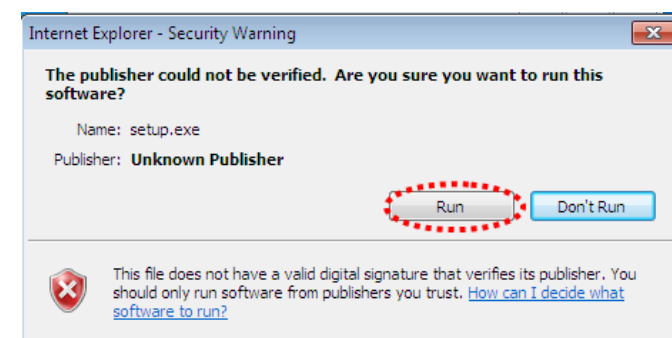 Internet Explorer - Security Warning
The publisher could not be verified.  Are you sure you want to run this
software?
Name: setup.exe
Publisher: Unknown Publisher
Run
Don't Run
This file does not have a valid digital signature that verifies its publisher. You
should only run software from publishers you trust. How can I decide what
software to run?